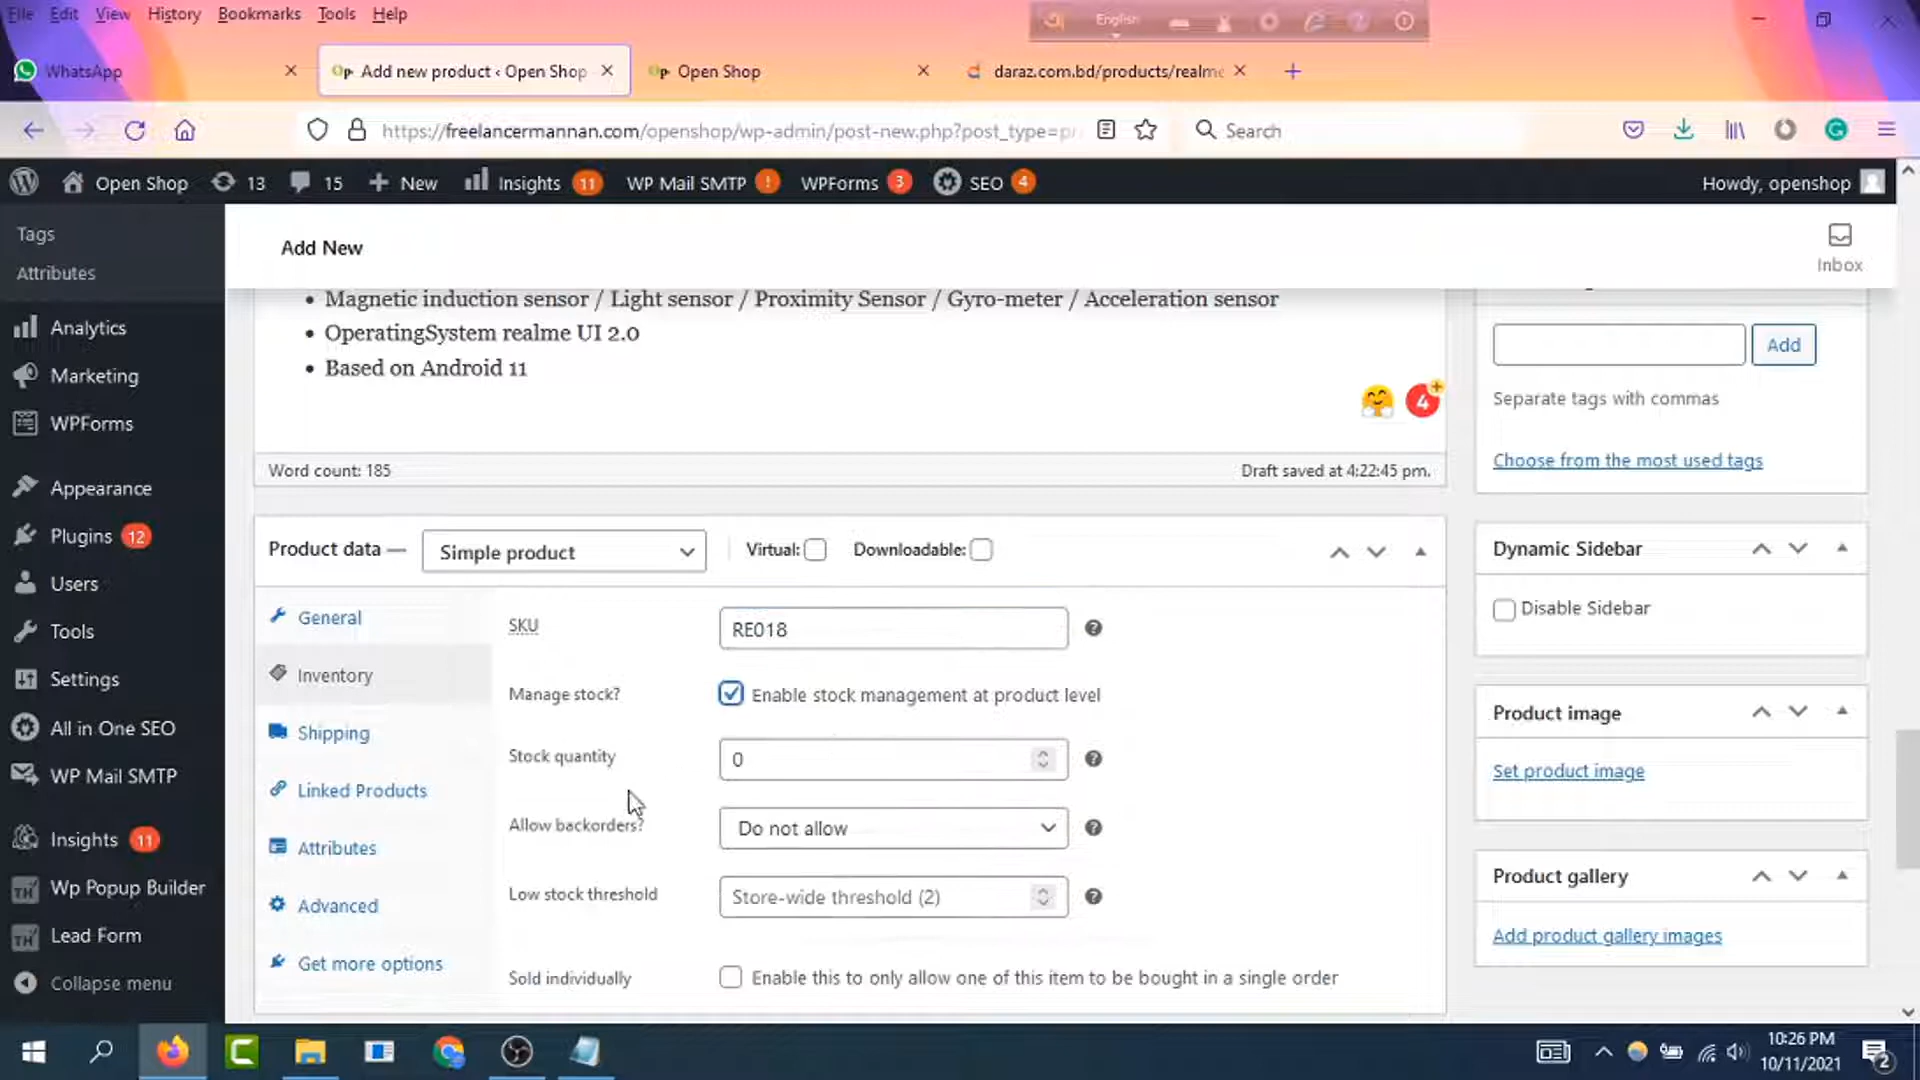 File Edit View History Bookmarks Tools Help
English
WhatsApp
Add new product ‹ Open Shop
Open Shop
daraz.com.bd/products/realme
https://freelancermannan.com/openshop/wp-admin/post-new.php?post_type=pr
Search
Open Shop 13 15 New Insights 11 WP Mail SMTP ! WPForms 3 SEO 4 Howdy, openshop
Tags
Attributes
Analytics
Marketing
WPForms
Appearance
Plugins 12
Users
Tools
Settings
All in One SEO
WP Mail SMTP
Insights 11
Wp Popup Builder
Lead Form
Collapse menu
Add New
Inbox
Magnetic induction sensor / Light sensor / Proximity Sensor / Gyro-meter / Acceleration sensor
OperatingSystem realme UI 2.0
Based on Android 11
4
Word count: 185
Draft saved at 4:22:45 pm.
Product data — Simple product Virtual: Downloadable:
General
Inventory
Shipping
Linked Products
Attributes
Advanced
Get more options
SKU RE018
Manage stock? Enable stock management at product level
Stock quantity 0
Allow backorders? Do not allow
Low stock threshold Store-wide threshold (2)
Sold individually Enable this to only allow one of this item to be bought in a single order
Add
Separate tags with commas
Choose from the most used tags
Dynamic Sidebar
Disable Sidebar
Product image
Set product image
Product gallery
Add product gallery images
10:26 PM
10/11/2021
2